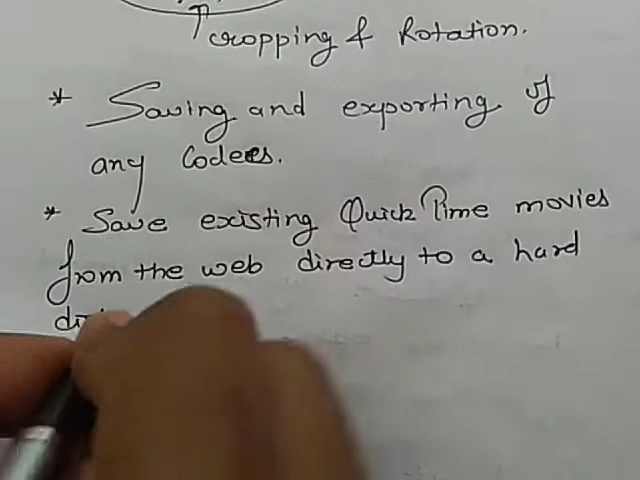 cropping & Rotation.
* Saving and exporting of
any Codecs.
* Save existing QuickTime movies
from the web directly to a hard